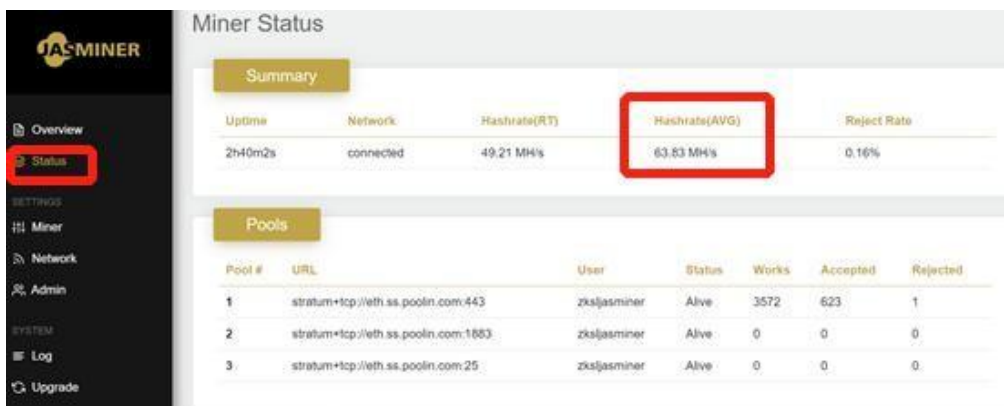 JASMINER
Overview
Status
SETTINGS
Miner
Network
Admin
SYSTEM
Log
Upgrade
Miner Status
Summary
Uptime Network Hashrate(RT) Hashrate(AVG) Reject Rate
2h40m2s connected 49.21 MH/s 63.83 MH/s 0.16%
Pools
Pool # URL User Status Works Accepted Rejected
1 stratum+tcp://eth.ss.poolin.com:443 zksljasminer Alive 3572 623 1
2 stratum+tcp://eth.ss.poolin.com:1883 zksljasminer Alive 0 0 0
3 stratum+tcp://eth.ss.poolin.com:25 zksljasminer Alive 0 0 0